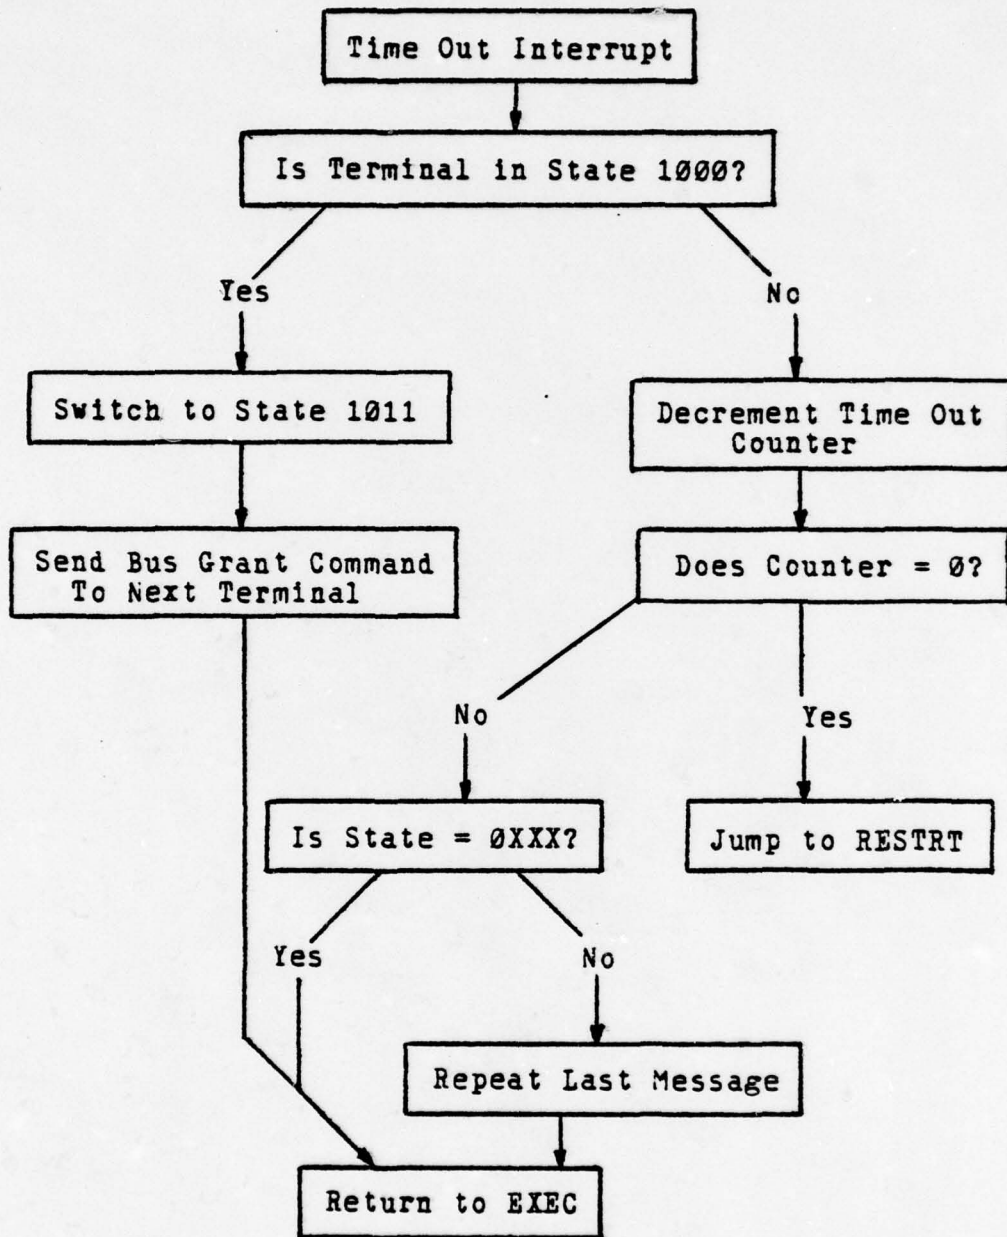 Time Out Interrupt
Is Terminal in State 1000?
Yes
No
Switch to State 1011
Decrement Time Out
Counter
Send Bus Grant Command
To Next Terminal
Does Counter = 0?
No
Yes
Is State = 0XXX?
Jump to RESTRT
Yes
No
Repeat Last Message
Return to EXEC